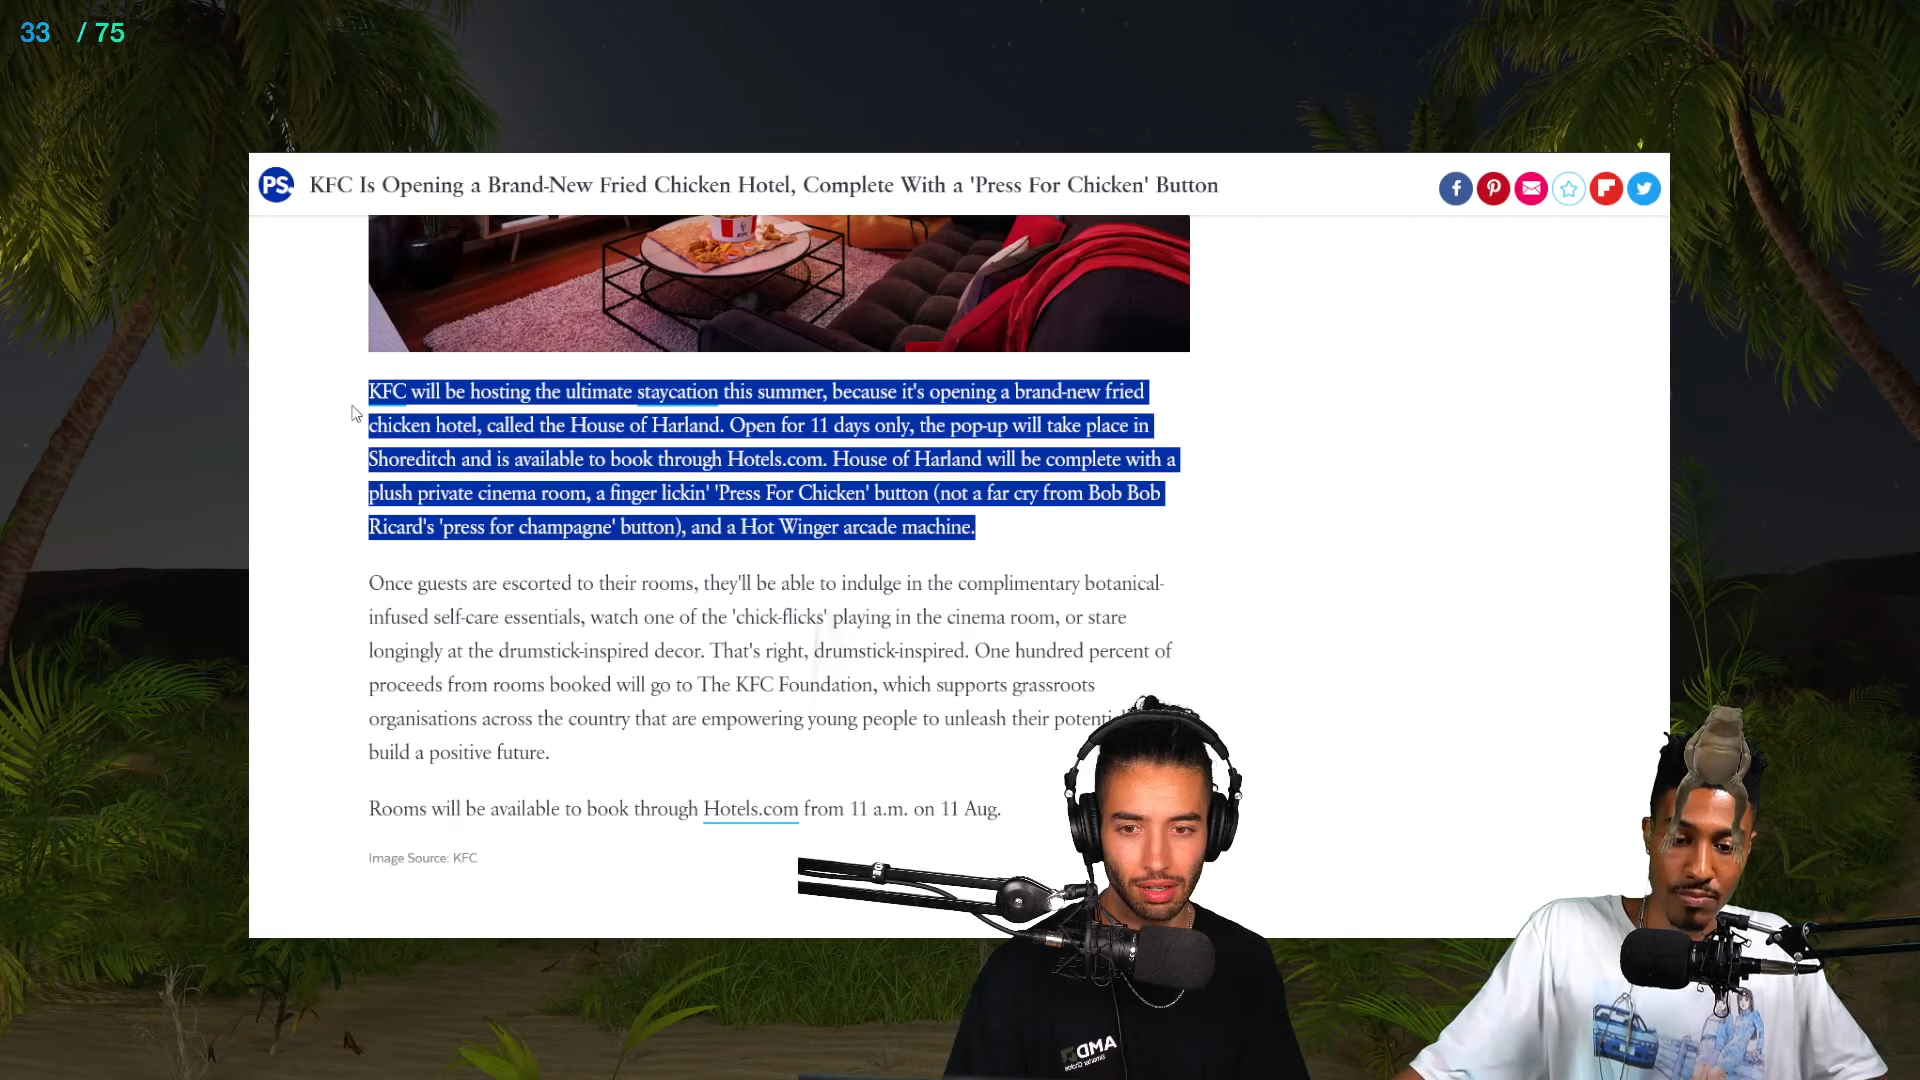 33 / 75
PS.
KFC Is Opening a Brand-New Fried Chicken Hotel, Complete With a 'Press For Chicken' Button
KFC
KFC will be hosting the ultimate staycation this summer, because it's opening a brand-new fried
chicken hotel, called the House of Harland. Open for 11 days only, the pop-up will take place in
Shoreditch and is available to book through Hotels.com. House of Harland will be complete with a
plush private cinema room, a finger lickin' 'Press For Chicken' button (not a far cry from Bob Bob
Ricard's 'press for champagne' button), and a Hot Winger arcade machine.
Once guests are escorted to their rooms, they'll be able to indulge in the complimentary botanical-
infused self-care essentials, watch one of the 'chick-flicks' playing in the cinema room, or stare
longingly at the drumstick-inspired decor. That's right, drumstick-inspired. One hundred percent of
proceeds from rooms booked will go to The KFC Foundation, which supports grassroots
organisations across the country that are empowering young people to unleash their potenti
build a positive future.
Rooms will be available to book through Hotels.com from 11 a.m. on 11 Aug.
Image Source: KFC
AMD